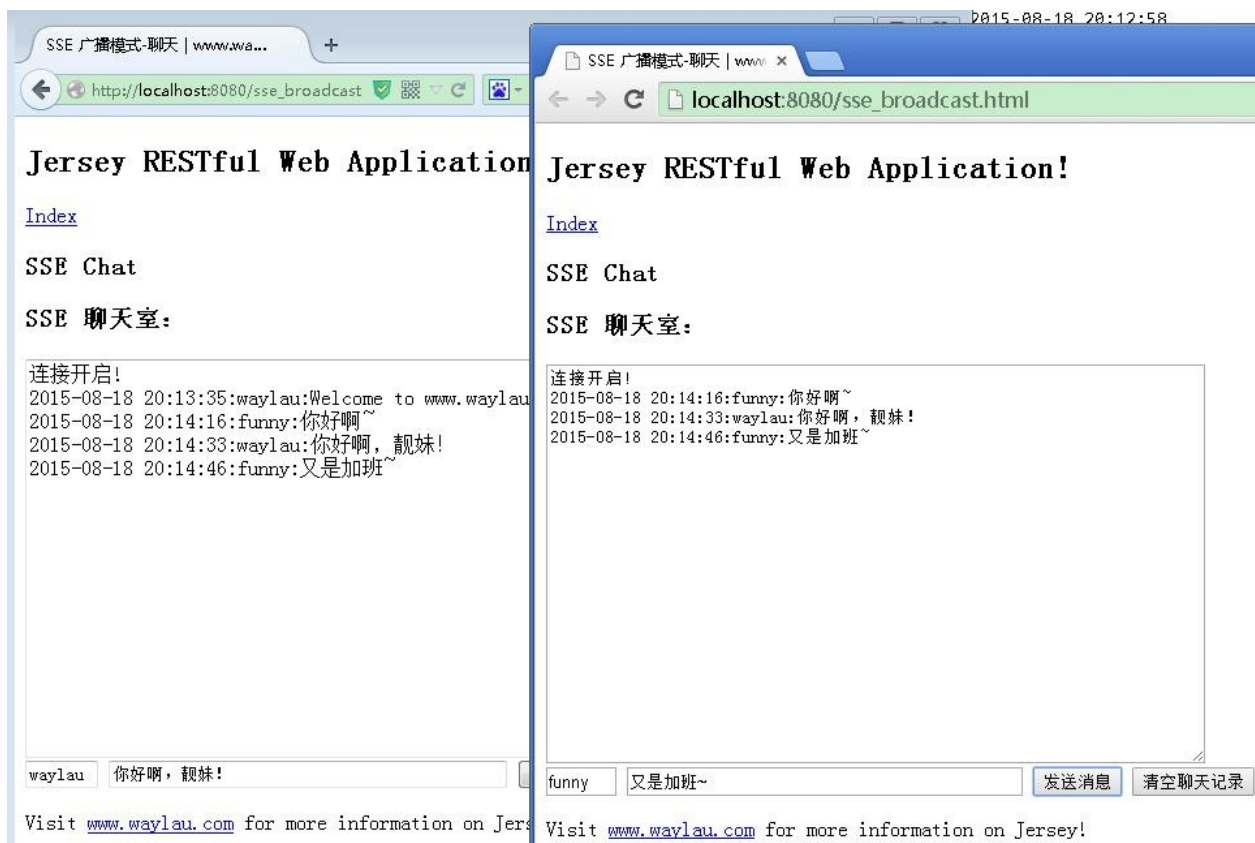 2015-08-18 20:12:58
SSE 广播模式-聊天 | www.wa...
http://localhost:8080/sse_broadcast
Jersey RESTful Web Application
Index
SSE Chat
SSE 聊天室：
连接开启!
2015-08-18 20:13:35:waylau:Welcome to www.waylau
2015-08-18 20:14:16:funny:你好啊~
2015-08-18 20:14:33:waylau:你好啊，靓妹!
2015-08-18 20:14:46:funny:又是加班~
waylau 你好啊，靓妹!
Visit www.waylau.com for more information on Jers
SSE 广播模式-聊天 | www
localhost:8080/sse_broadcast.html
Jersey RESTful Web Application!
Index
SSE Chat
SSE 聊天室：
连接开启!
2015-08-18 20:14:16:funny:你好啊~
2015-08-18 20:14:33:waylau:你好啊，靓妹!
2015-08-18 20:14:46:funny:又是加班~
funny 又是加班~ 发送消息 清空聊天记录
Visit www.waylau.com for more information on Jersey!